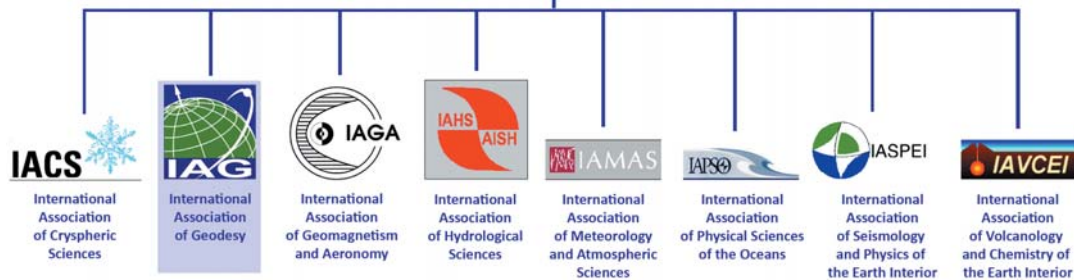 IACS
International
Association
of Cryspheric
Sciences
IAG
International
Association
of Geodesy
IAGA
International
Association
of Geomagnetism
and Aeronomy
IAHS
AISH
International
Association
of Hydrological
Sciences
IAMAS
International
Association
of Meteorology
and Atmospheric
Sciences
IAPSO
International
Association
of Physical Sciences
of the Oceans
IASPEI
International
Association
of Seismology
and Physics of
the Earth Interior
IAVCEI
International
Association
of Volcanology
and Chemistry of
the Earth Interior